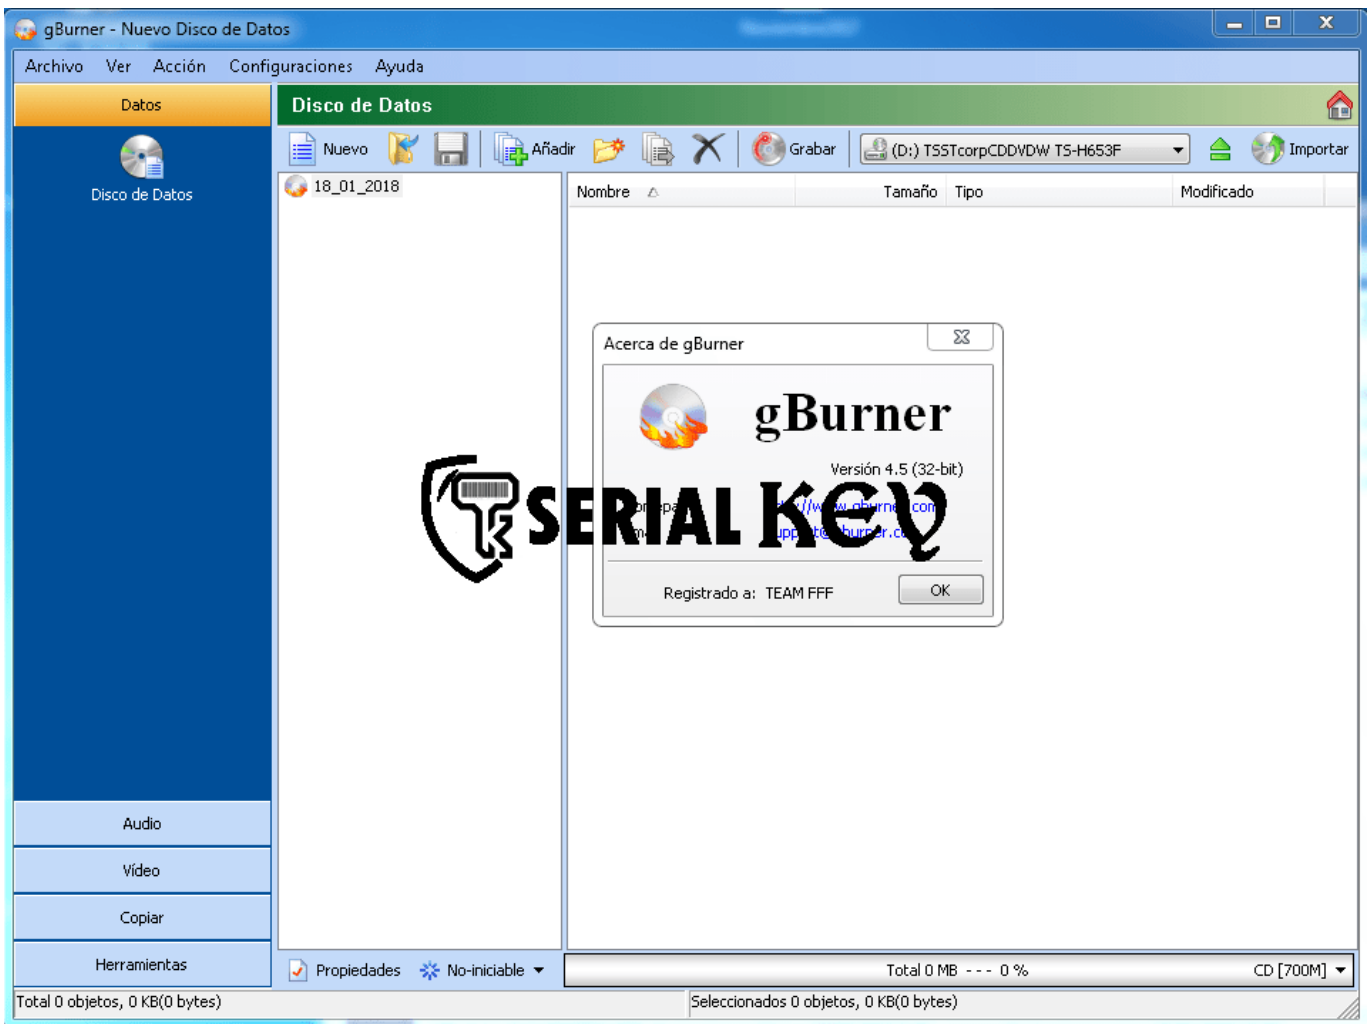 gBurner - Nuevo Disco de Datos
Archivo Ver Acción Configuraciones Ayuda
Datos
Disco de Datos
Nuevo Añadir Grabar (D:) TSSTcorpCDDVDW TS-H653F Importar
Disco de Datos
18_01_2018
Nombre Tamaño Tipo Modificado
Acerca de gBurner
gBurner
Versión 4.5 (32-bit)
TK SERIAL KEY
Registrado a: TEAM FFF
OK
Audio
Vídeo
Copiar
Herramientas
Propiedades No-iniciable Total 0 MB --- 0 % CD [700M]
Total 0 objetos, 0 KB(0 bytes) Seleccionados 0 objetos, 0 KB(0 bytes)